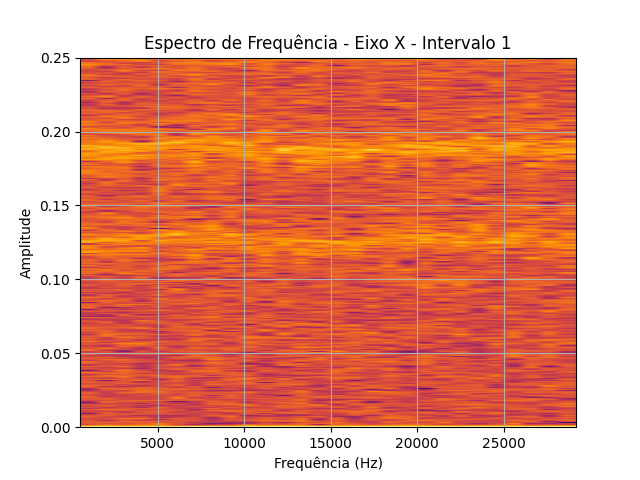 Espectro de Frequência - Eixo X - Intervalo 1
0.25
0.20
0.15
0.10
0.05
0.00
Amplitude
5000 10000 15000 20000 25000
Frequência (Hz)